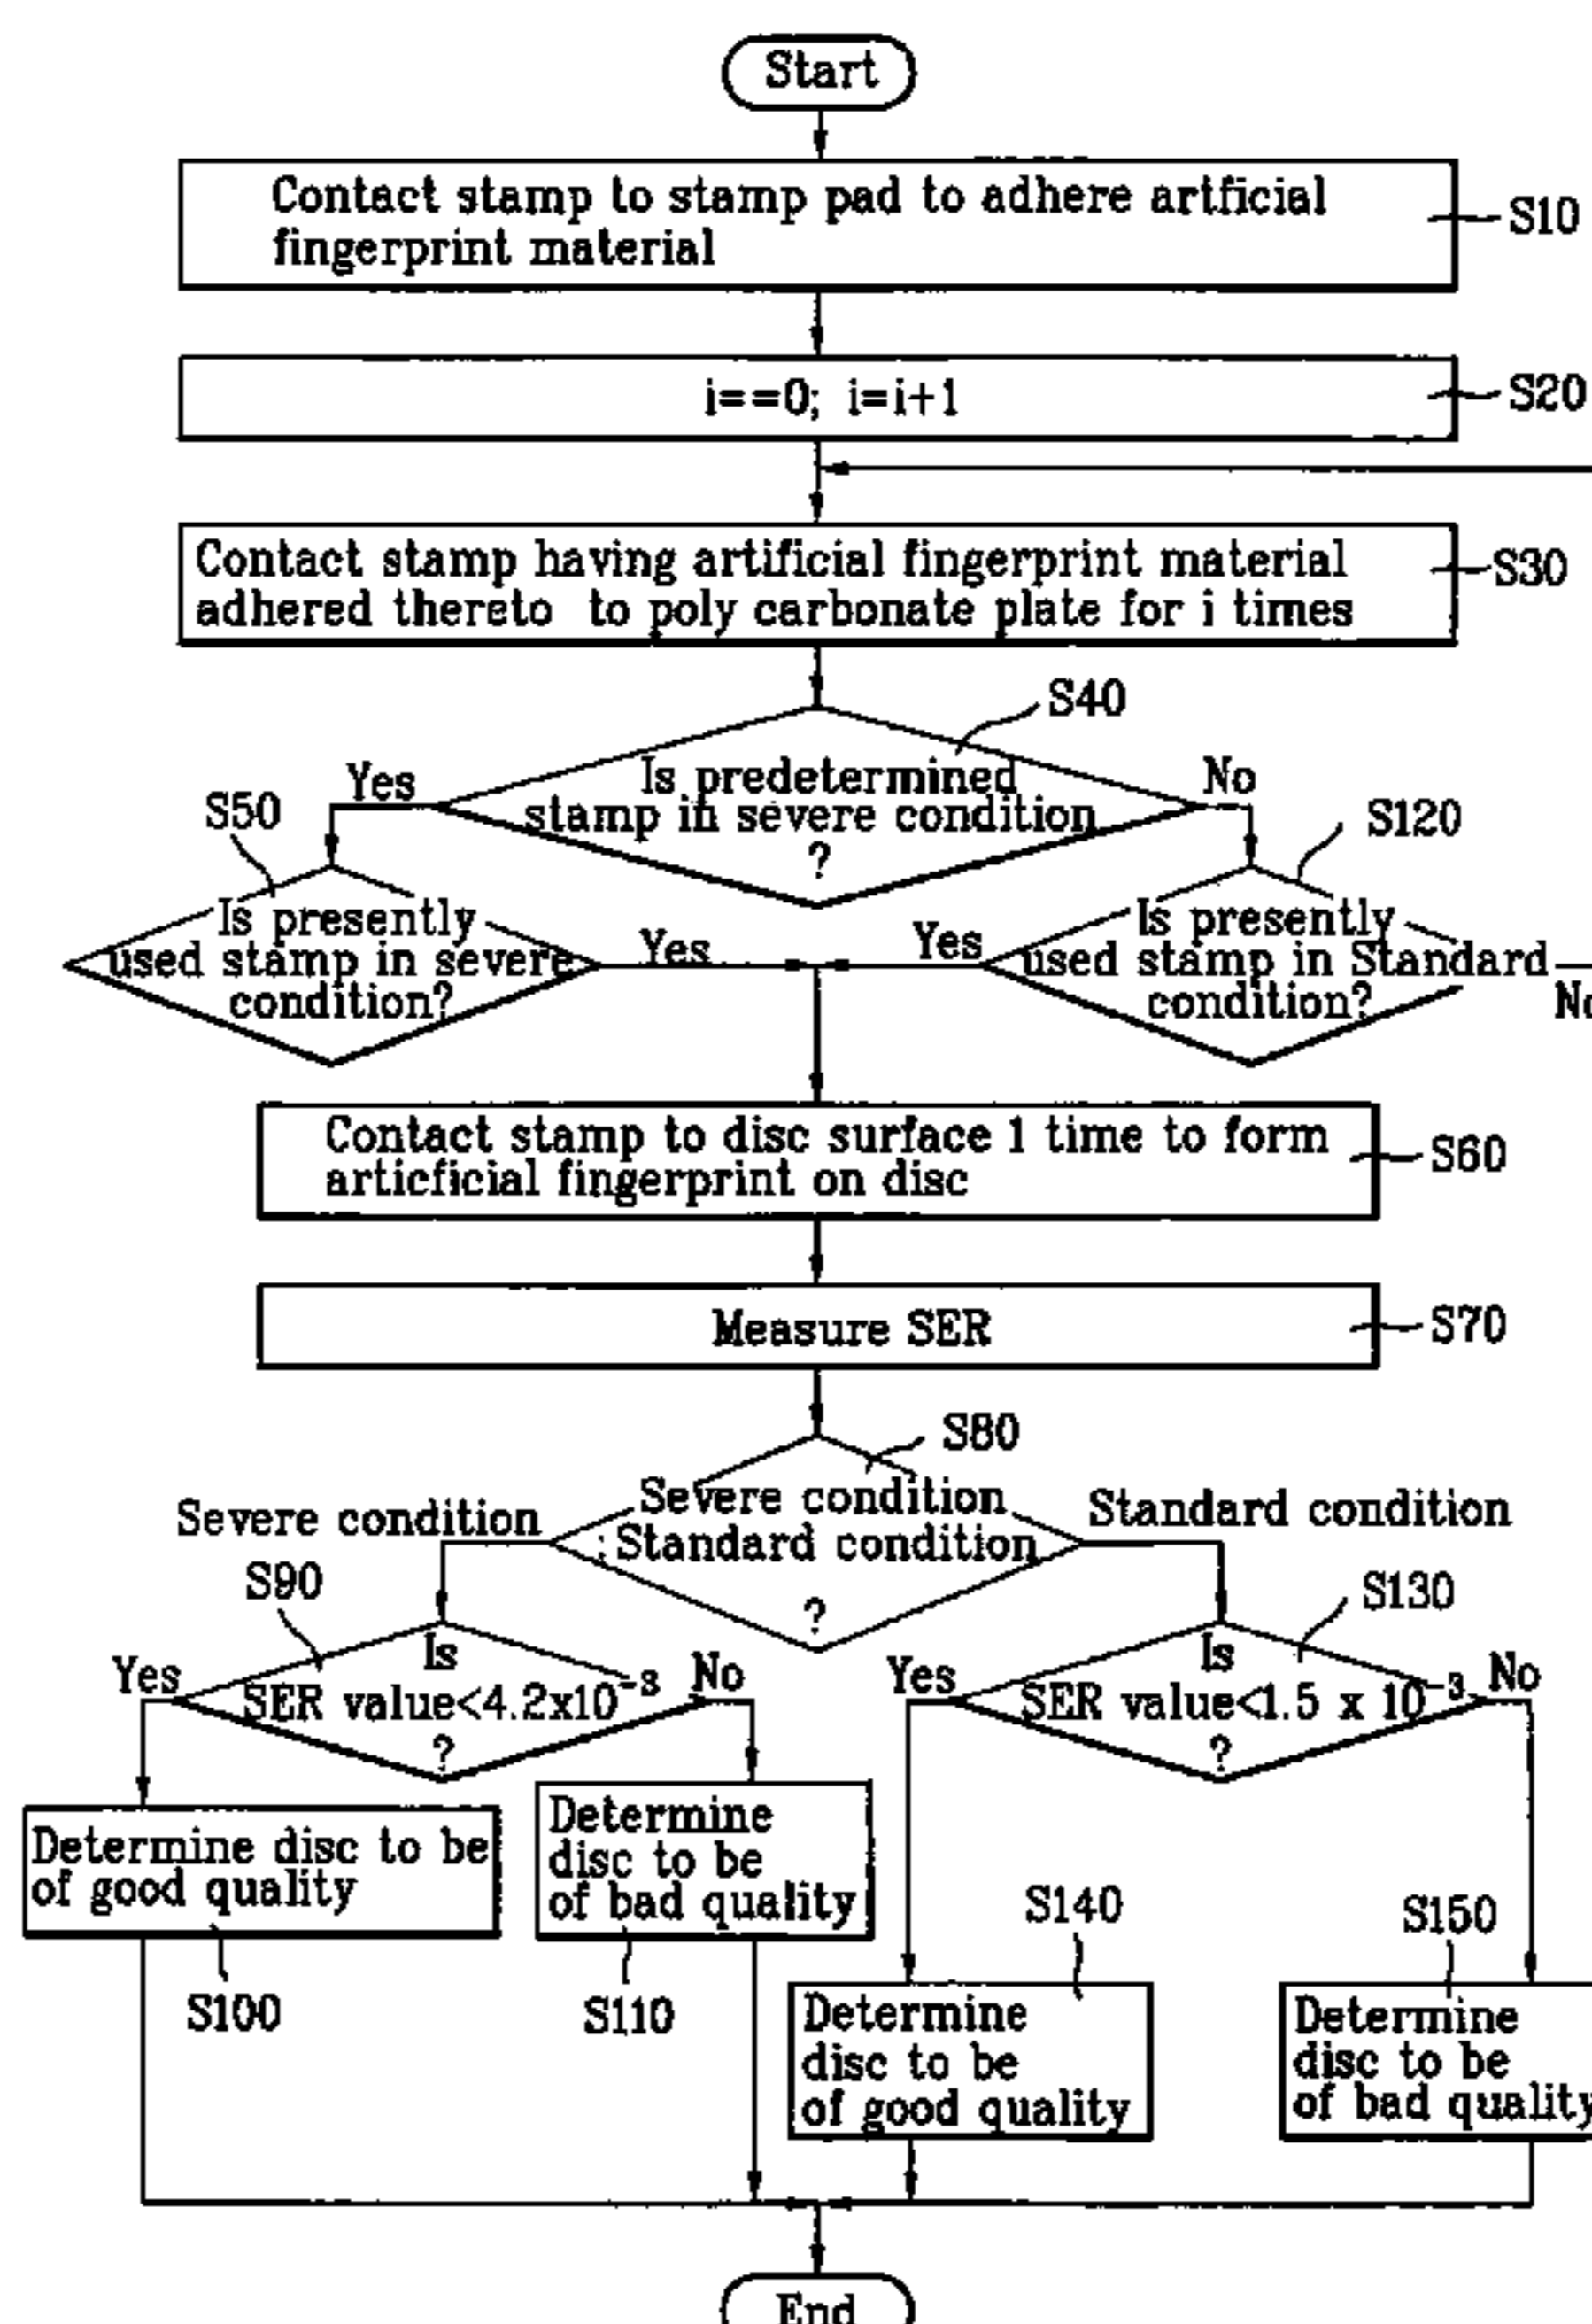 Start
Contact stamp to stamp pad to adhere artficial
fingerprint material
S10
i==0; i=i+1
S20
Contact stamp having artificial fingerprint material
adhered thereto to poly carbonate plate for i times
S30
S40
Is predetermined
stamp in severe condition
?
Yes
No
S50
S120
Is presently
used stamp in severe
condition?
Yes
Yes
Is presently
used stamp in Standard
condition?
No
Contact stamp to disc surface 1 time to form
articficial fingerprint on disc
S60
Measure SER
S70
S80
Severe condition
: Standard condition
?
Severe condition
Standard condition
S90
S130
Is
SER value<4.2x10⁻³
?
Yes
No
Is
SER value<1.5 x 10⁻³
?
Yes
No
Determine disc to be
of good quality
S100
Determine
disc to be
of bad quality
S110
S140
Determine
disc to be
of good quality
S150
Determine
disc to be
of bad quality
End